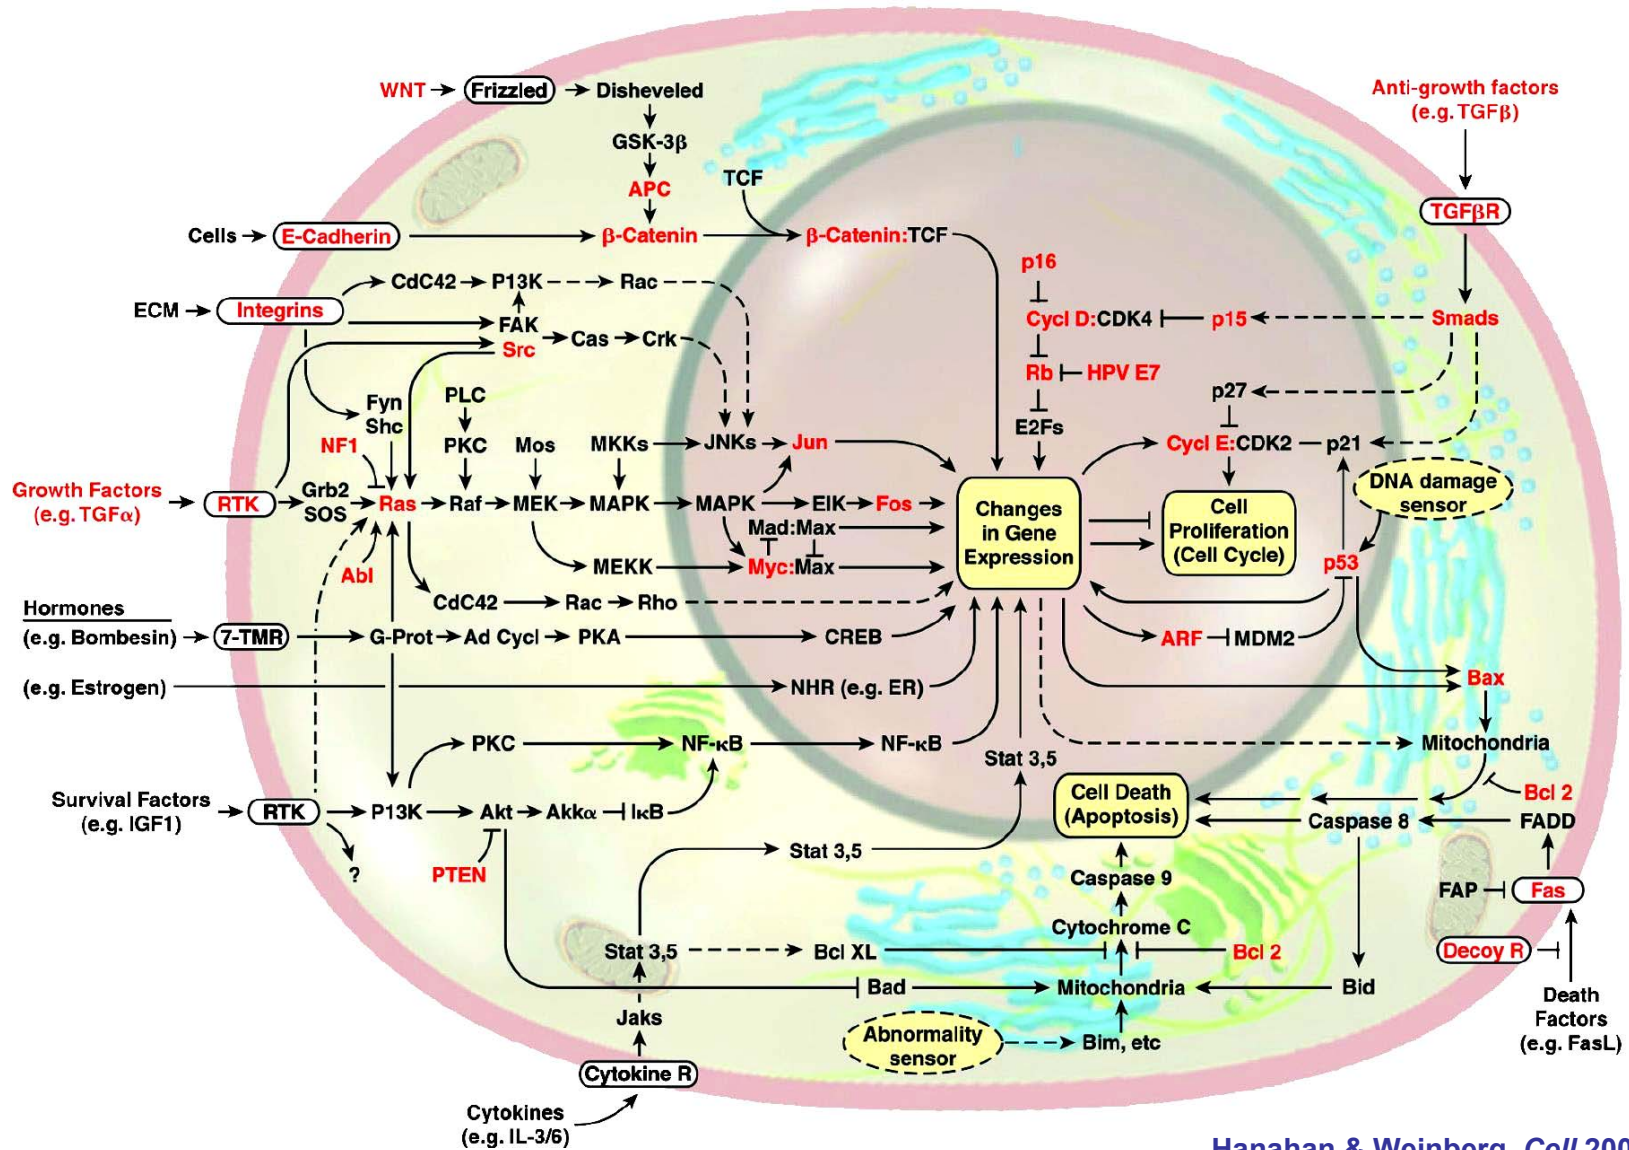 WNT
Frizzled
Disheveled
GSK-3β
APC
TCF
Cells
E-Cadherin
β-Catenin
β-Catenin:TCF
Anti-growth factors
(e.g. TGFβ)
TGFβR
Smads
ECM
Integrins
CdC42
P13K
Rac
FAK
Src
Cas
Crk
p16
Cycl D:CDK4
p15
Rb
HPV E7
E2Fs
p27
Cycl E:CDK2
p21
DNA damage
sensor
Fyn
Shc
PLC
PKC
NF1
Mos
MKKs
JNKs
Jun
Growth Factors
(e.g. TGFα)
RTK
Grb2
SOS
Ras
Raf
MEK
MAPK
MAPK
ElK
Fos
Mad:Max
Abl
MEKK
Myc:Max
Changes
in Gene
Expression
Cell
Proliferation
(Cell Cycle)
p53
CdC42
Rac
Rho
Hormones
(e.g. Bombesin)
7-TMR
G-Prot
Ad Cycl
PKA
CREB
ARF
MDM2
(e.g. Estrogen)
NHR (e.g. ER)
Bax
PKC
NF-κB
NF-κB
Stat 3,5
Mitochondria
Survival Factors
(e.g. IGF1)
RTK
P13K
Akt
Akkα
IκB
Cell Death
(Apoptosis)
Bcl 2
Caspase 8
FADD
?
PTEN
Stat 3,5
Caspase 9
FAP
Fas
Cytochrome C
Stat 3,5
Bcl XL
Bcl 2
Decoy R
Bad
Mitochondria
Bid
Death
Factors
(e.g. FasL)
Jaks
Abnormality
sensor
Bim, etc
Cytokine R
Cytokines
(e.g. IL-3/6)
Hanahan & Weinberg, Cell